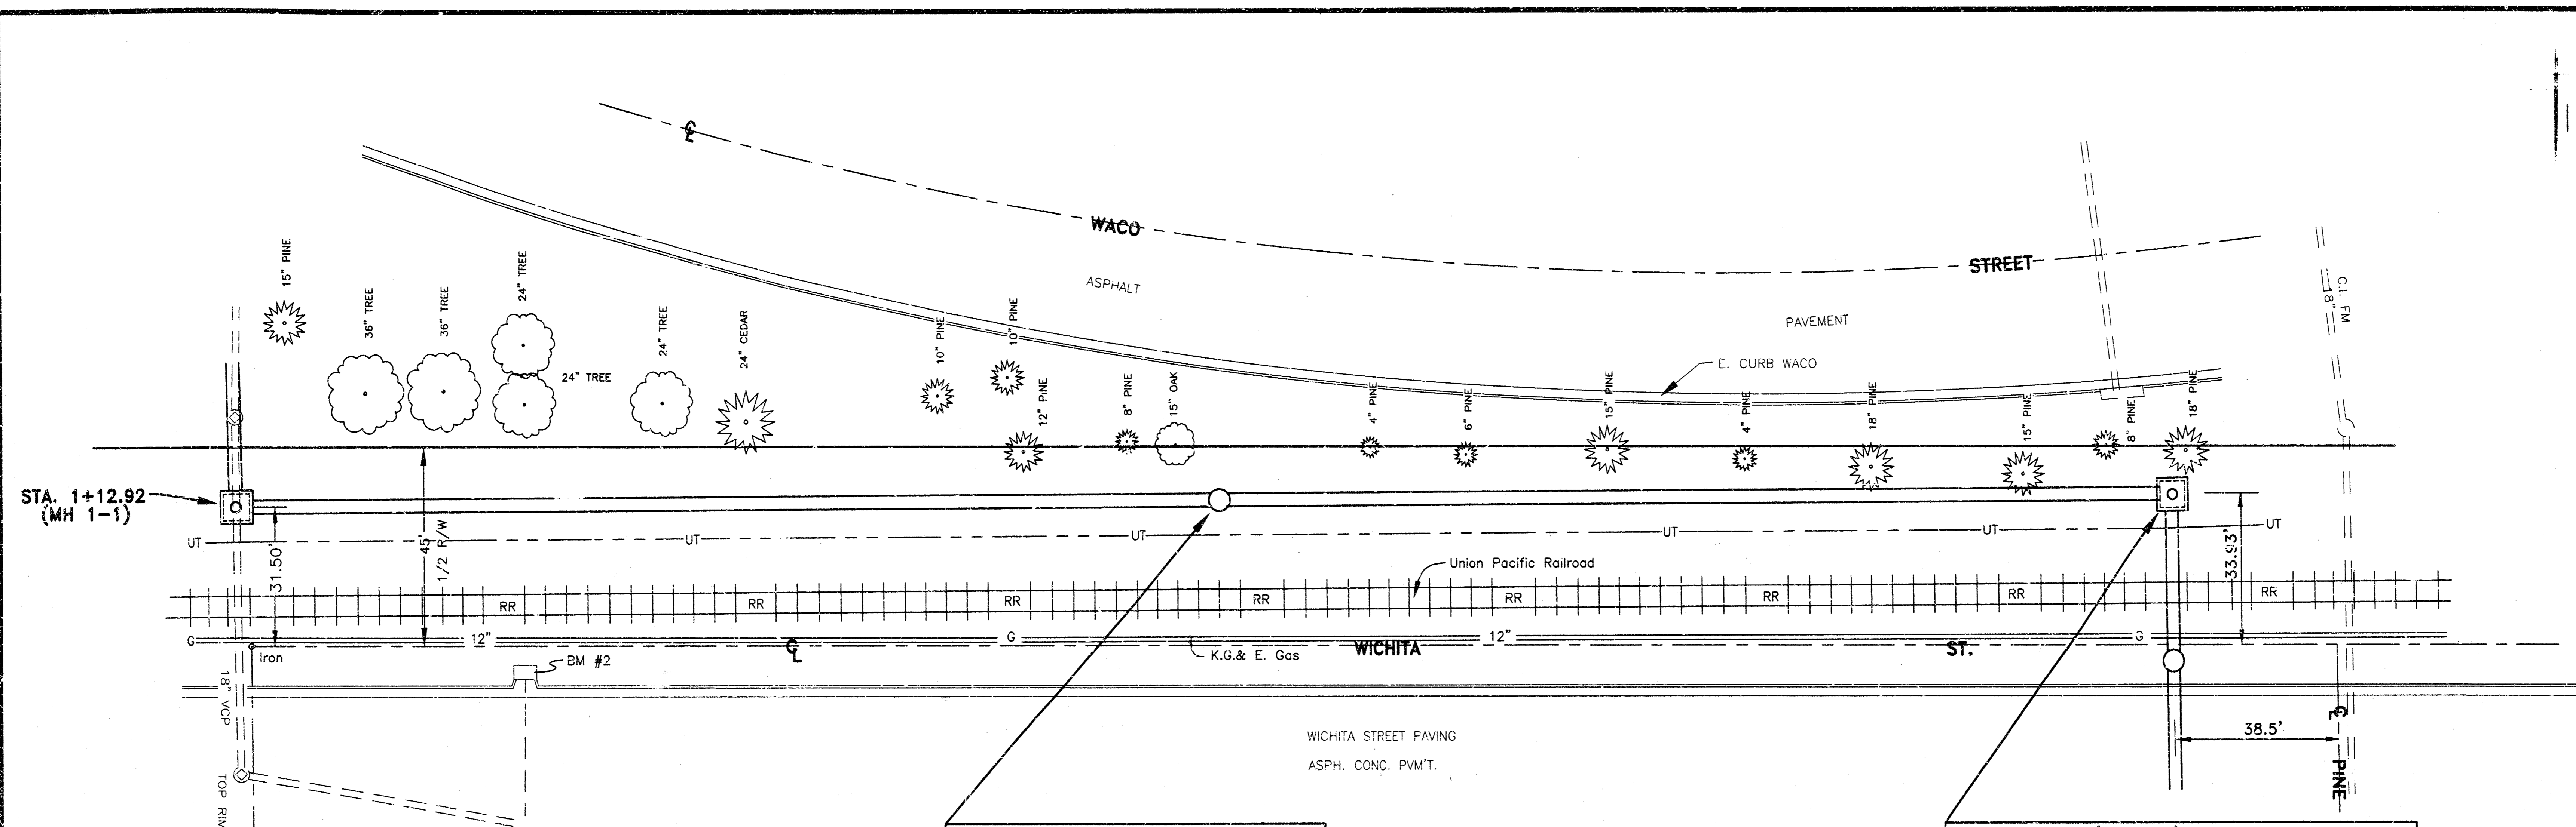 ℄
WACO
STREET
ASPHALT
PAVEMENT
E. CURB WACO
C.I. FM
18"
15" PINE
36" TREE
36" TREE
24" TREE
24" TREE
24" TREE
24" CEDAR
10" PINE
10" PINE
12" PINE
8" PINE
15" OAK
4" PINE
6" PINE
15" PINE
4" PINE
18" PINE
15" PINE
8" PINE
18" PINE
STA. 1+12.92
(MH 1-1)
31.50'
45'
1/2 R/W
33.93'
UT
UT
UT
UT
UT
UT
Union Pacific Railroad
RR
RR
RR
RR
RR
RR
RR
RR
G
12"
G
12"
G
Iron
℄
K.G.& E. Gas
WICHITA
ST.
BM #2
18" VCP
TOP RIM
WICHITA STREET PAVING
ASPH. CONC. PVM'T.
38.5'
℄
PINE